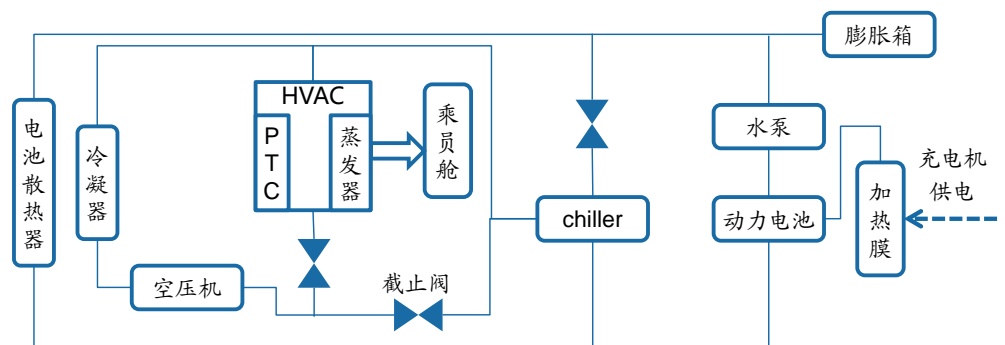 膨胀箱
HVAC
PTC
蒸发器
乘员舱
电池散热器
冷凝器
水泵
充电机
供电
chiller
动力电池
加热膜
空压机
截止阀